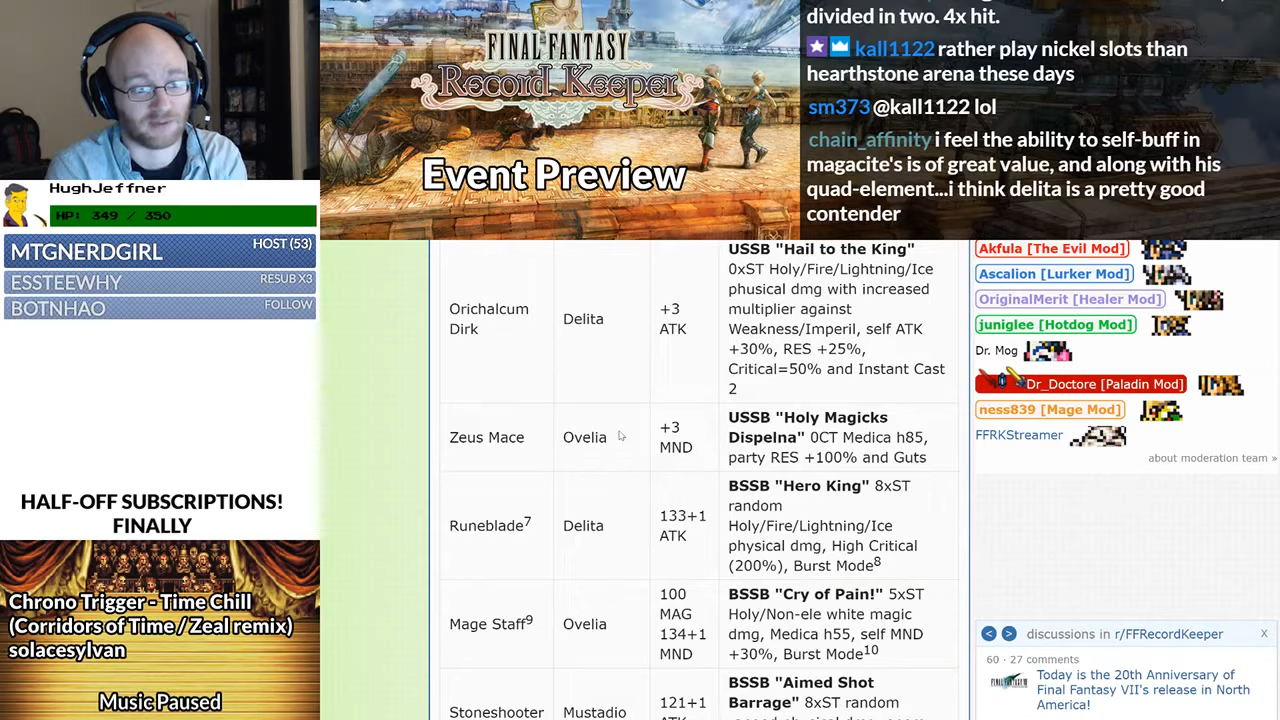 HughJeffner
HP: 349 / 350
MTGNERDGIRL HOST (53)
ESSTEEWHY RESUB X3
BOTNHAO FOLLOW
HALF-OFF SUBSCRIPTIONS!
FINALLY
Chrono Trigger - Time Chill
(Corridors of Time / Zeal remix)
solacesylvan
Music Paused
FINAL FANTASY
Record Keeper
Event Preview
divided in two. 4x hit.
kall1122 rather play nickel slots than
hearthstone arena these days
sm373 @kall1122 lol
chain_affinity i feel the ability to self-buff in
magacite's is of great value, and along with his
quad-element...i think delita is a pretty good
contender
Orichalcum
Dirk
Delita
+3
ATK
USSB "Hail to the King"
0xST Holy/Fire/Lightning/Ice
phusical dmg with increased
multiplier against
Weakness/Imperil, self ATK
+30%, RES +25%,
Critical=50% and Instant Cast
2
Zeus Mace
Ovelia
+3
MND
USSB "Holy Magicks
Dispelna" 0CT Medica h85,
party RES +100% and Guts
Runeblade7
Delita
133+1
ATK
BSSB "Hero King" 8xST
random
Holy/Fire/Lightning/Ice
physical dmg, High Critical
(200%), Burst Mode8
Mage Staff9
Ovelia
100
MAG
134+1
MND
BSSB "Cry of Pain!" 5xST
Holy/Non-ele white magic
dmg, Medica h55, self MND
+30%, Burst Mode10
Stoneshooter
Mustadio
121+1
BSSB "Aimed Shot
Barrage" 8xST random
Akfula [The Evil Mod]
Ascalion [Lurker Mod]
OriginalMerit [Healer Mod]
juniglee [Hotdog Mod]
Dr. Mog
Dr_Doctore [Paladin Mod]
ness839 [Mage Mod]
FFRKStreamer
about moderation team »
< > discussions in r/FFRecordKeeper X
60 · 27 comments
Today is the 20th Anniversary of
Final Fantasy VII's release in North
America!